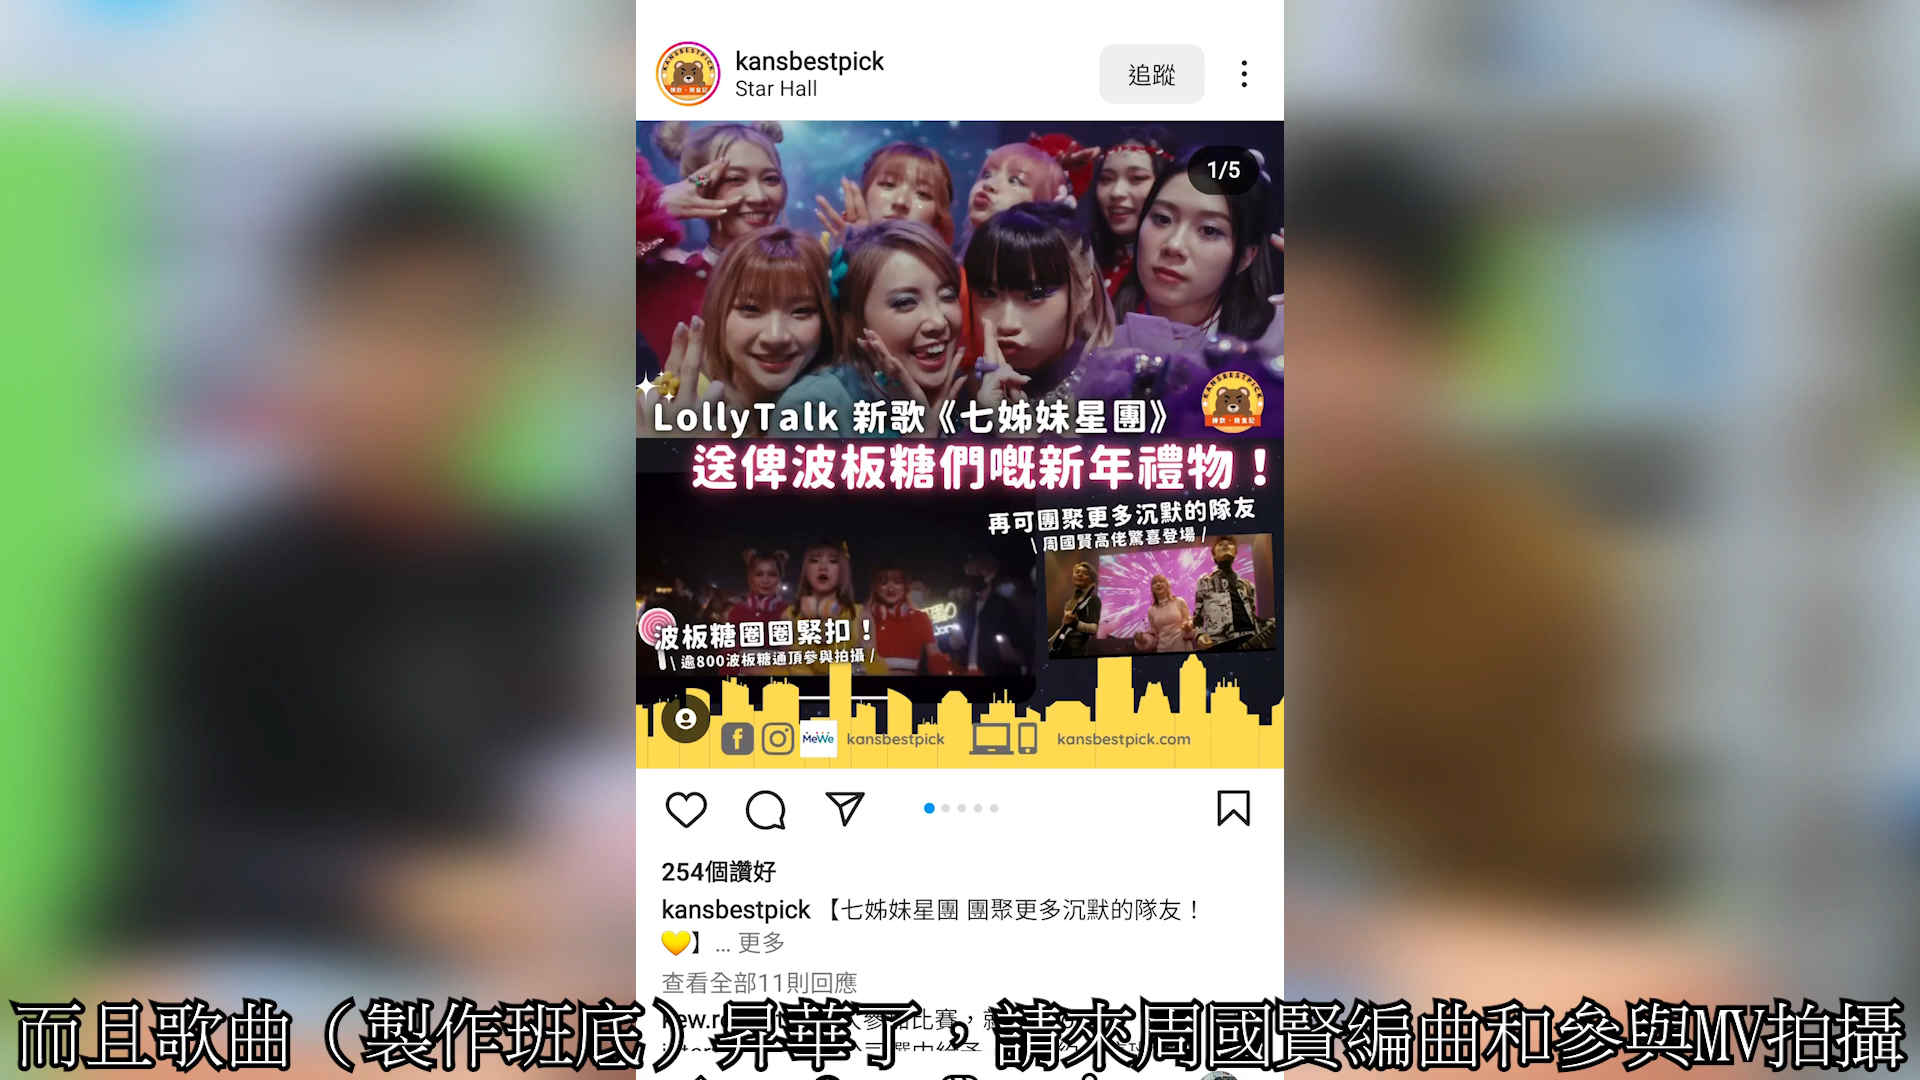 kansbestpick
Star Hall
追蹤
1/5
KANSBESTPICK
LollyTalk 新歌《七姊妹星團》
送俾波板糖們嘅新年禮物！
再可團聚更多沉默的隊友
\ 周國賢高佬驚喜登場 /
波板糖圈圈緊扣！
\ 逾800波板糖通頂參與拍攝 /
MeWe kansbestpick
kansbestpick.com
254個讚好
kansbestpick 【七姊妹星團 團聚更多沉默的隊友！
💛】... 更多
查看全部11則回應
而且歌曲（製作班底）昇華了，請來周國賢編曲和參與MV拍攝